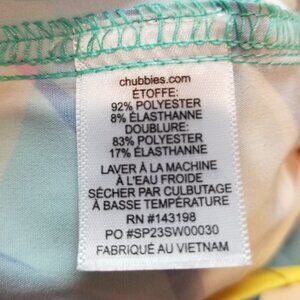 chubbies.com
ÉTOFFE:
92% POLYESTER
8% ÉLASTHANNE
DOUBLURE:
83% POLYESTER
17% ÉLASTHANNE
LAVER À LA MACHINE
À L'EAU FROIDE
SÉCHER PAR CULBUTAGE
À BASSE TEMPÉRATURE
RN #143198
PO #SP23SW00030
FABRIQUÉ AU VIETNAM